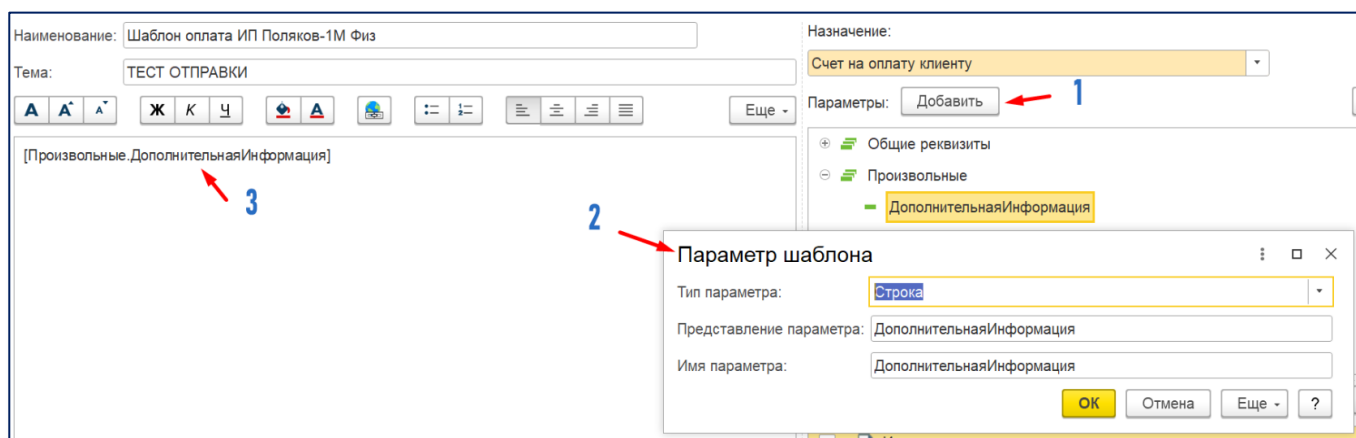 Наименование: Шаблон оплата ИП Поляков-1М Физ
Тема: ТЕСТ ОТПРАВКИ
А А А Ж К Ч А Еще
[Произвольные.ДополнительнаяИнформация]
3
Назначение:
Счет на оплату клиенту
Параметры: Добавить 1
Общие реквизиты
Произвольные
ДополнительнаяИнформация
2
Параметр шаблона
Тип параметра: Строка
Представление параметра: ДополнительнаяИнформация
Имя параметра: ДополнительнаяИнформация
ОК Отмена Еще ?